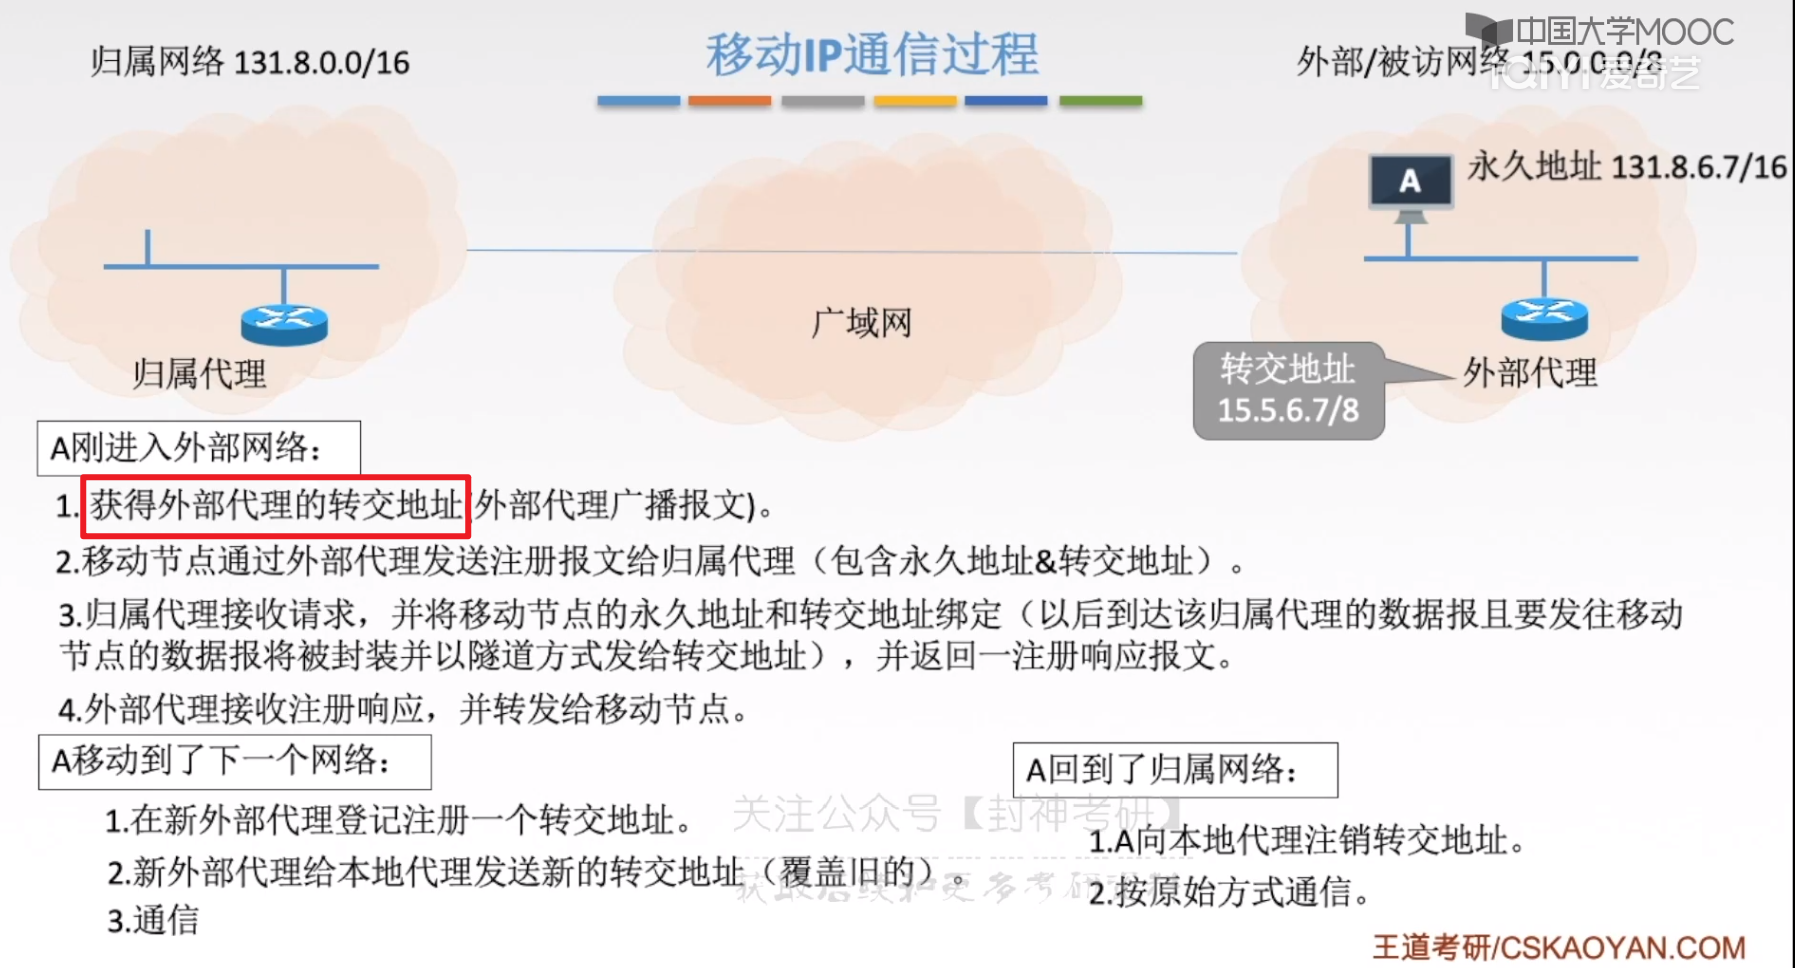 中国大学MOOC
归属网络 131.8.0.0/16
移动IP通信过程
外部/被访网络 15.0.0.0/8
iQIYI 爱奇艺
A
永久地址 131.8.6.7/16
广域网
归属代理
转交地址
15.5.6.7/8
外部代理
A刚进入外部网络：
1.获得外部代理的转交地址(外部代理广播报文)。
2.移动节点通过外部代理发送注册报文给归属代理（包含永久地址&转交地址）。
3.归属代理接收请求，并将移动节点的永久地址和转交地址绑定（以后到达该归属代理的数据报且要发往移动
节点的数据报将被封装并以隧道方式发给转交地址），并返回一注册响应报文。
4.外部代理接收注册响应，并转发给移动节点。
A移动到了下一个网络：
1.在新外部代理登记注册一个转交地址。
2.新外部代理给本地代理发送新的转交地址（覆盖旧的）。
3.通信
A回到了归属网络：
1.A向本地代理注销转交地址。
2.按原始方式通信。
关注公众号【封神考研】
获取后续和更多考研
王道考研/CSKAOYAN.COM